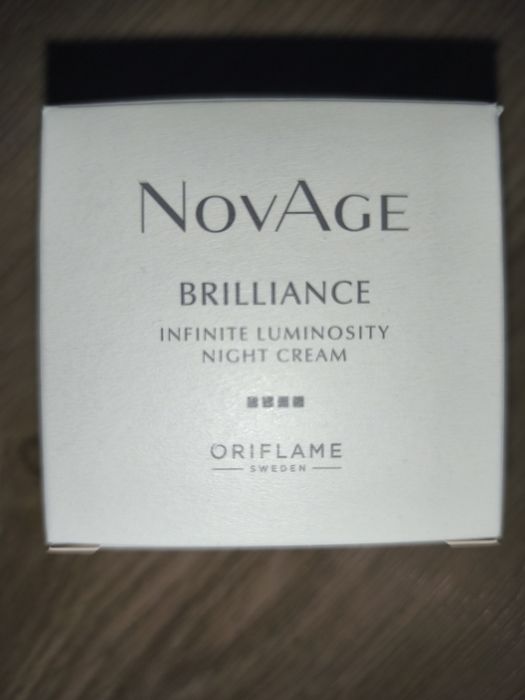 NOVAGE
BRILLIANCE
INFINITE LUMINOSITY
NIGHT CREAM
ORIFLAME
SWEDEN